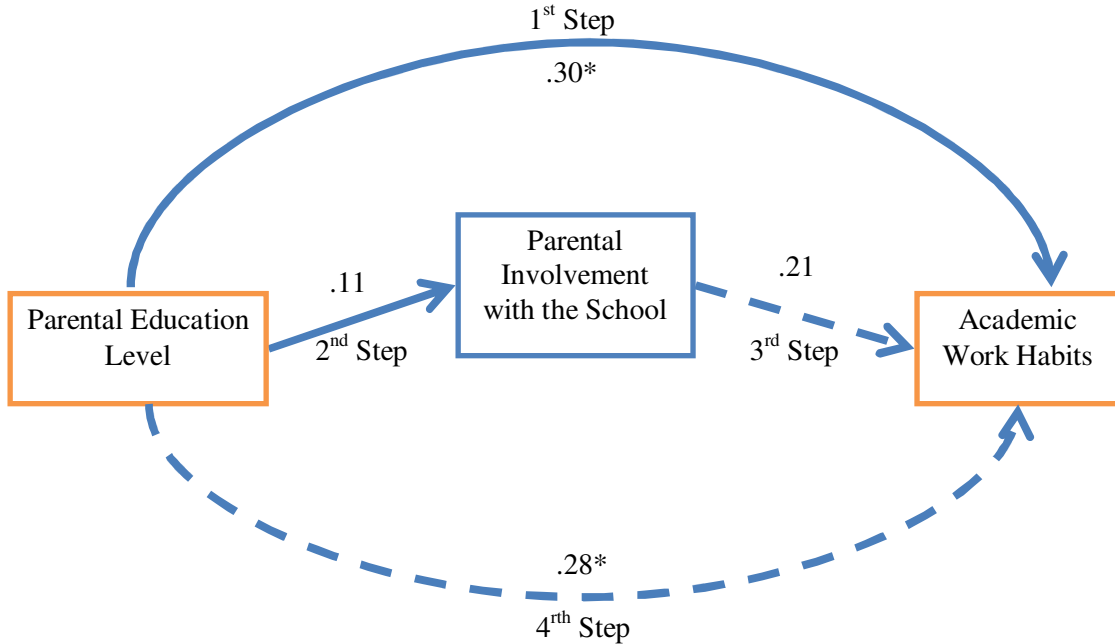 1st Step
.30*
Parental
Involvement
with the School
.11
.21
Parental Education
Level
2nd Step
3rd Step
Academic
Work Habits
.28*
4rth Step